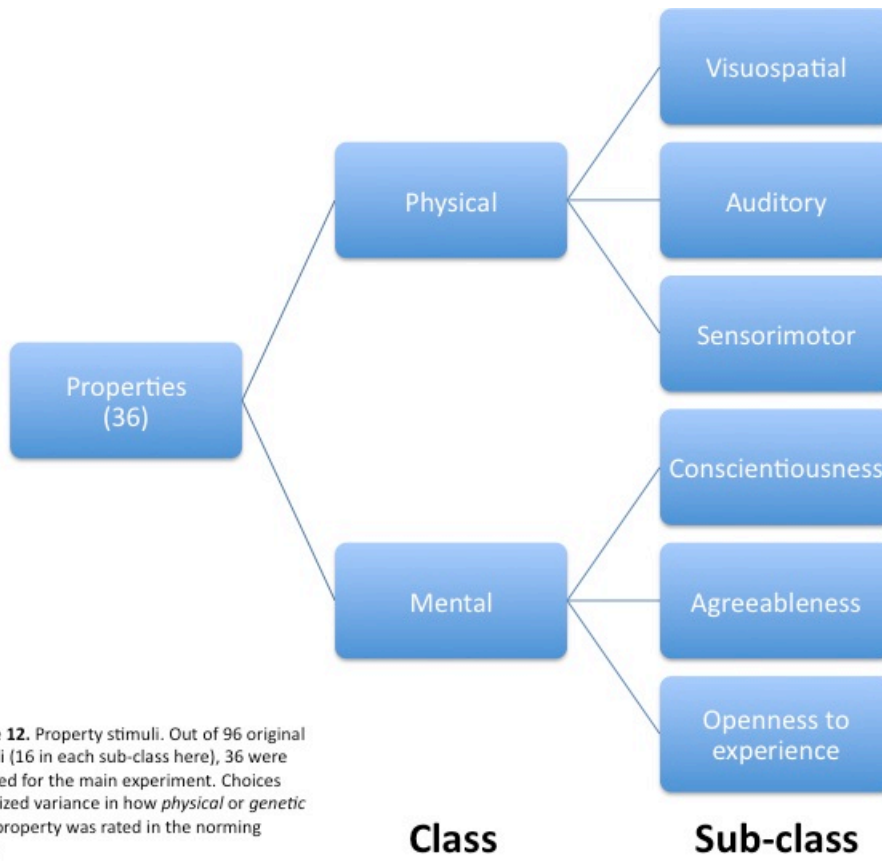 Visuospatial
Physical
Auditory
Sensorimotor
Properties
(36)
Conscientiousness
Mental
Agreeableness
Openness to
experience
12. Property stimuli. Out of 96 original
(16 in each sub-class here), 36 were
for the main experiment. Choices
variance in how physical or genetic
property was rated in the norming
Class
Sub-class